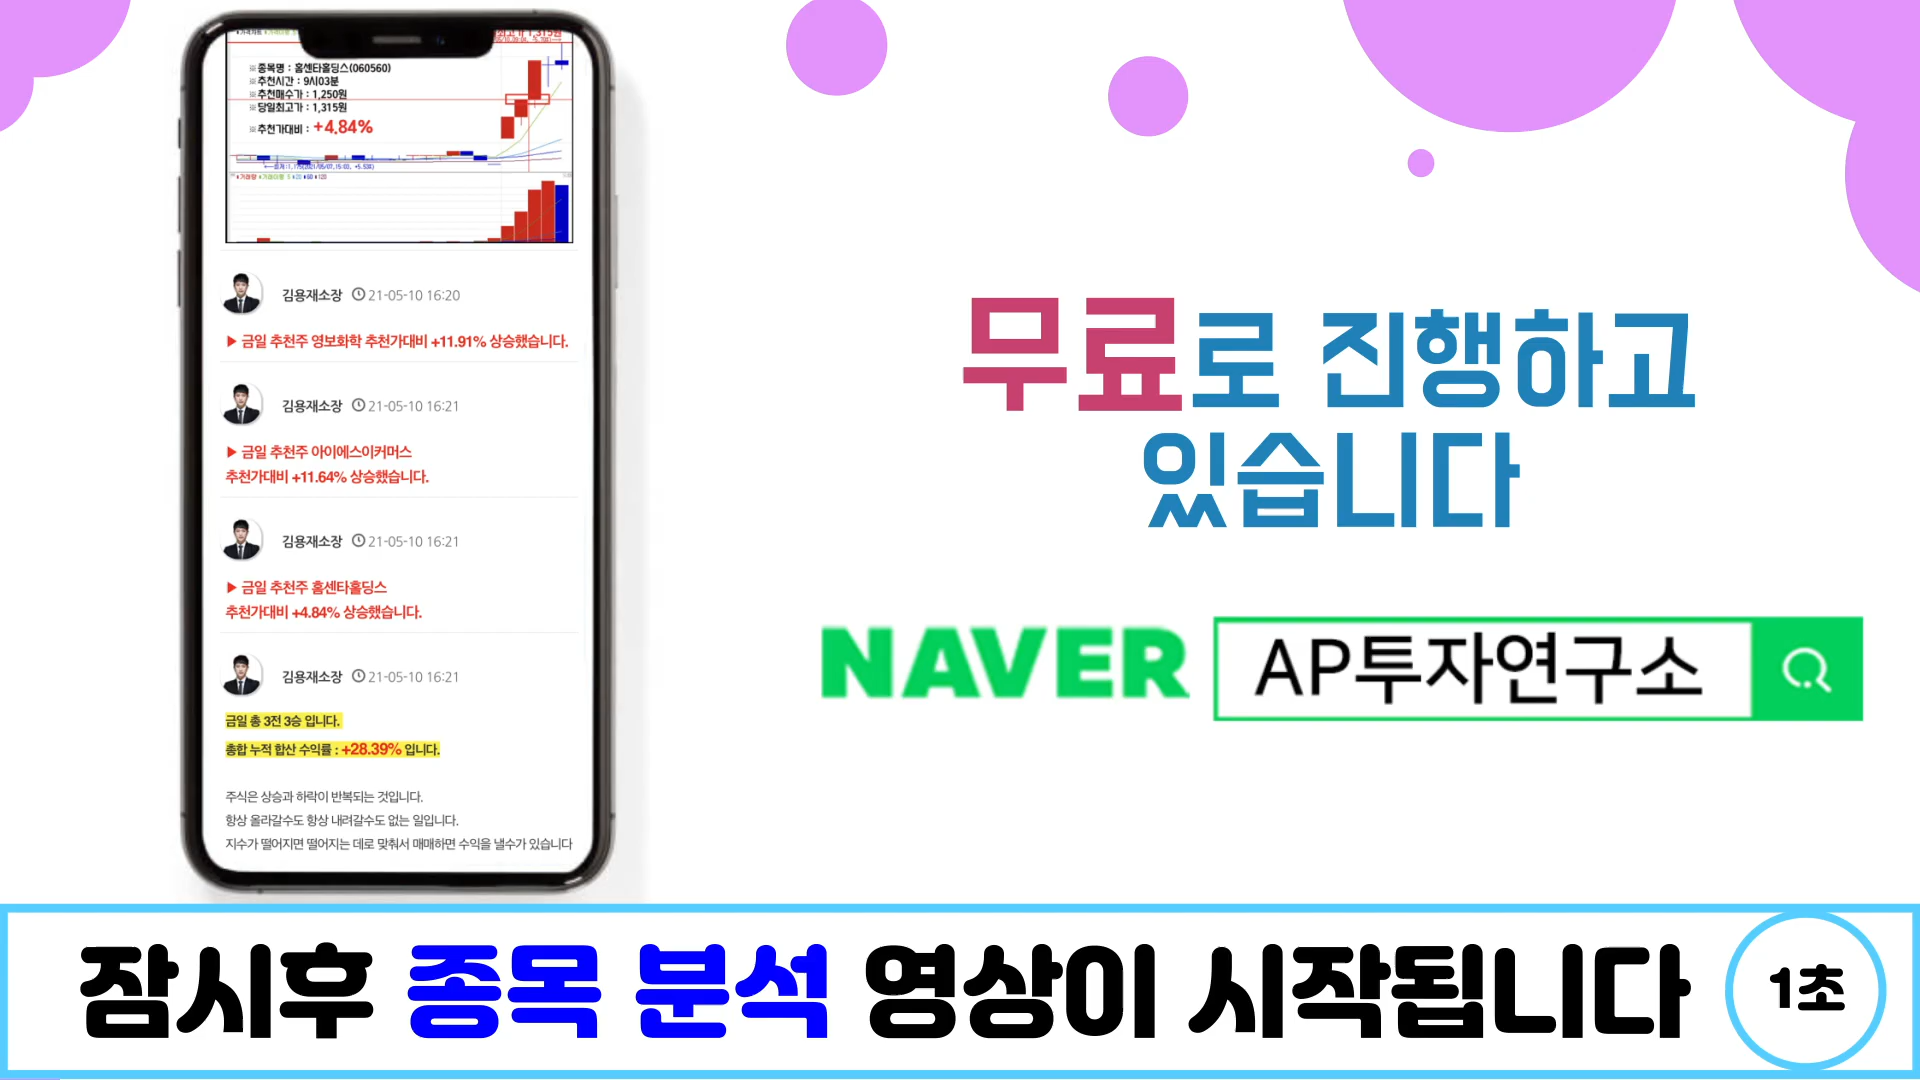 ※종목명 : 홈센타홀딩스(060560)
※추천시간 : 9시03분
※추천매수가 : 1,250원
※당일최고가 : 1,315원
※추천가대비 : +4.84%
김용재소장 21-05-10 16:20
▶ 금일 추천주 영보화학 추천가대비 +11.91% 상승했습니다.
김용재소장 21-05-10 16:21
▶ 금일 추천주 아이에스이커머스
추천가대비 +11.64% 상승했습니다.
김용재소장 21-05-10 16:21
▶ 금일 추천주 홈센타홀딩스
추천가대비 +4.84% 상승했습니다.
김용재소장 21-05-10 16:21
금일 총 3전 3승 입니다.
총합 누적 합산 수익률 : +28.39% 입니다.
주식은 상승과 하락이 반복되는 것입니다.
항상 올라갈수도 항상 내려갈수도 없는 일입니다.
지수가 떨어지면 떨어지는 데로 맞춰서 매매하면 수익을 낼수가 있습니다
무료로 진행하고
있습니다
NAVER AP투자연구소
잠시후 종목 분석 영상이 시작됩니다 1초